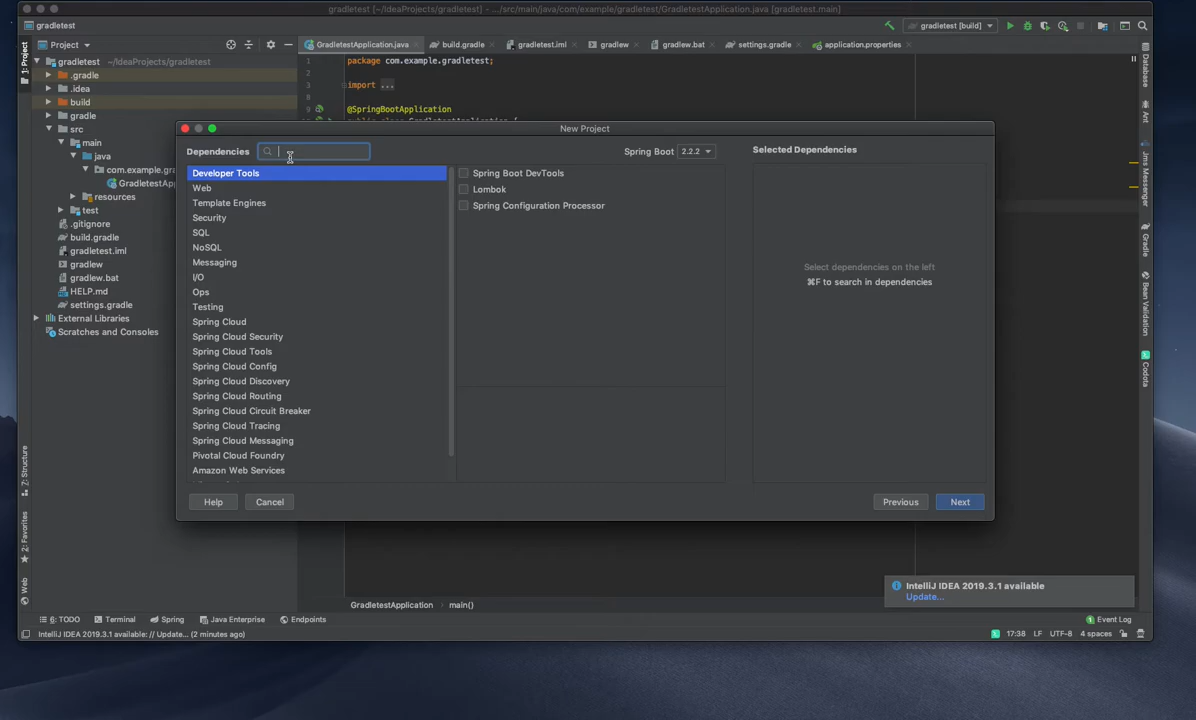 gradletest [~/IdeaProjects/gradletest] - .../src/main/java/com/example/gradletest/GradletestApplication.java [gradletest.main]
gradletest
gradletest [build]
Project
GradletestApplication.java
build.gradle
gradletest.iml
gradlew
gradlew.bat
settings.gradle
application.properties
1: Project
gradletest ~/IdeaProjects/gradletest
.gradle
.idea
build
gradle
src
main
java
com.example.gra
GradletestAp
resources
test
.gitignore
build.gradle
gradletest.iml
gradlew
gradlew.bat
HELP.md
settings.gradle
External Libraries
Scratches and Consoles
1 package com.example.gradletest;
2
3 import ...
8
9 @SpringBootApplication
New Project
Dependencies
Spring Boot 2.2.2
Selected Dependencies
Developer Tools
Web
Template Engines
Security
SQL
NoSQL
Messaging
I/O
Ops
Testing
Spring Cloud
Spring Cloud Security
Spring Cloud Tools
Spring Cloud Config
Spring Cloud Discovery
Spring Cloud Routing
Spring Cloud Circuit Breaker
Spring Cloud Tracing
Spring Cloud Messaging
Pivotal Cloud Foundry
Amazon Web Services
Spring Boot DevTools
Lombok
Spring Configuration Processor
Select dependencies on the left
⌘F to search in dependencies
Help
Cancel
Previous
Next
Database
Ant
Jms Messenger
Gradle
Bean Validation
Codota
7: Structure
2: Favorites
Web
IntelliJ IDEA 2019.3.1 available
Update...
GradletestApplication
main()
6: TODO
Terminal
Spring
Java Enterprise
Endpoints
1 Event Log
IntelliJ IDEA 2019.3.1 available: // Update... (2 minutes ago)
17:38 LF UTF-8 4 spaces